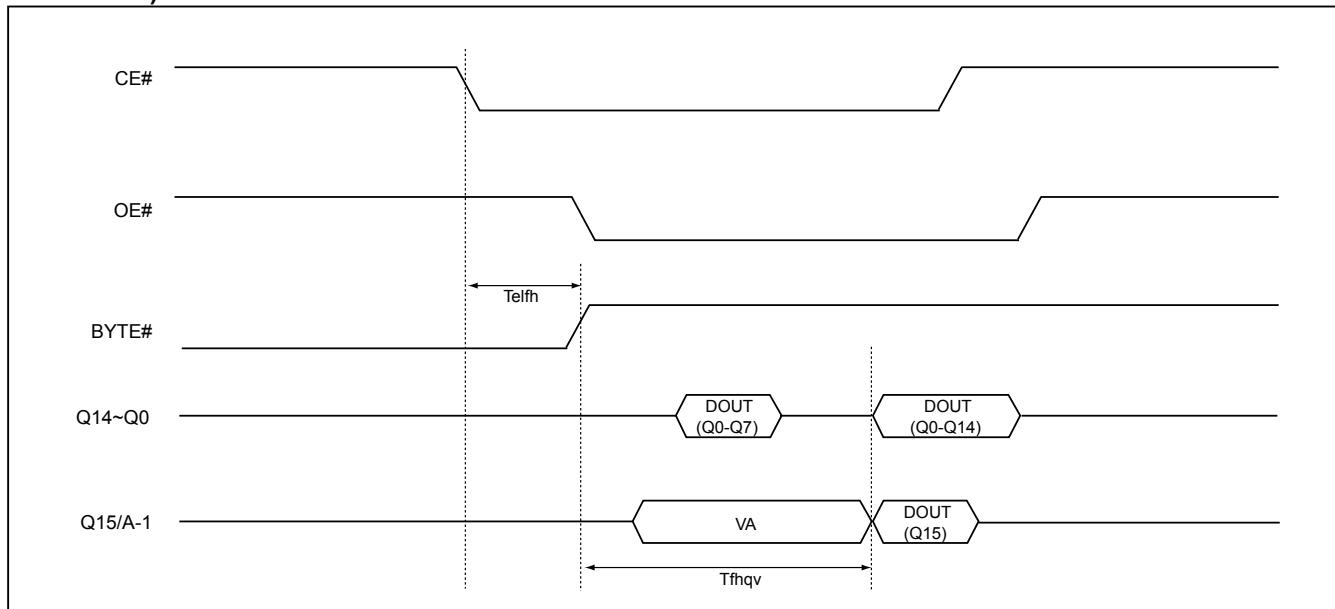 CE#
OE#
Telfh
BYTE#
Q14~Q0
DOUT
(Q0-Q7)
DOUT
(Q0-Q14)
Q15/A-1
VA
DOUT
(Q15)
Tfhqv